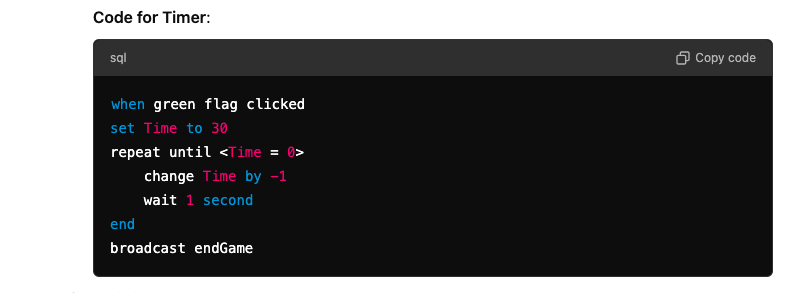 Code for Timer:
sql Copy code
when green flag clicked
set Time to 30
repeat until <Time = 0>
    change Time by -1
    wait 1 second
end
broadcast endGame